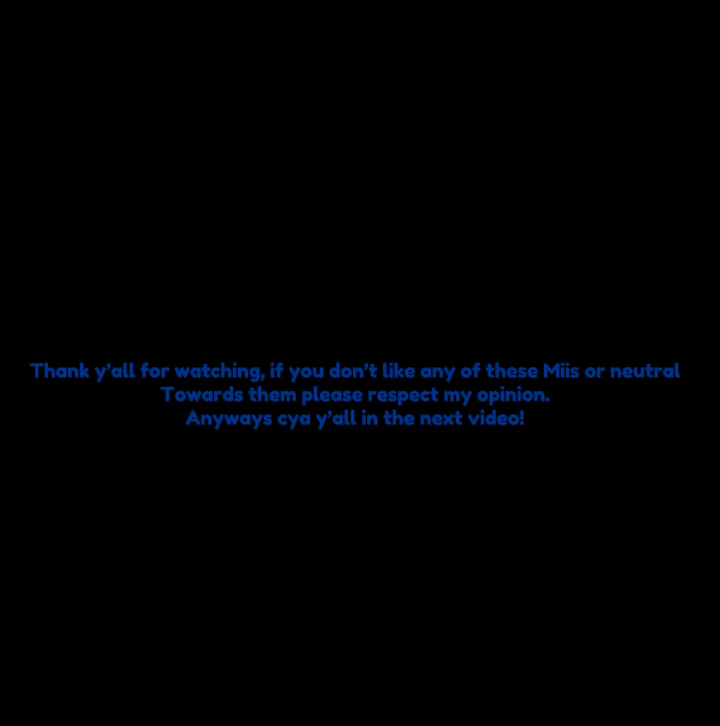 Thank y'all for watching, if you don't like any of these Miis or neutral
Towards them please respect my opinion.
Anyways cya y'all in the next video!